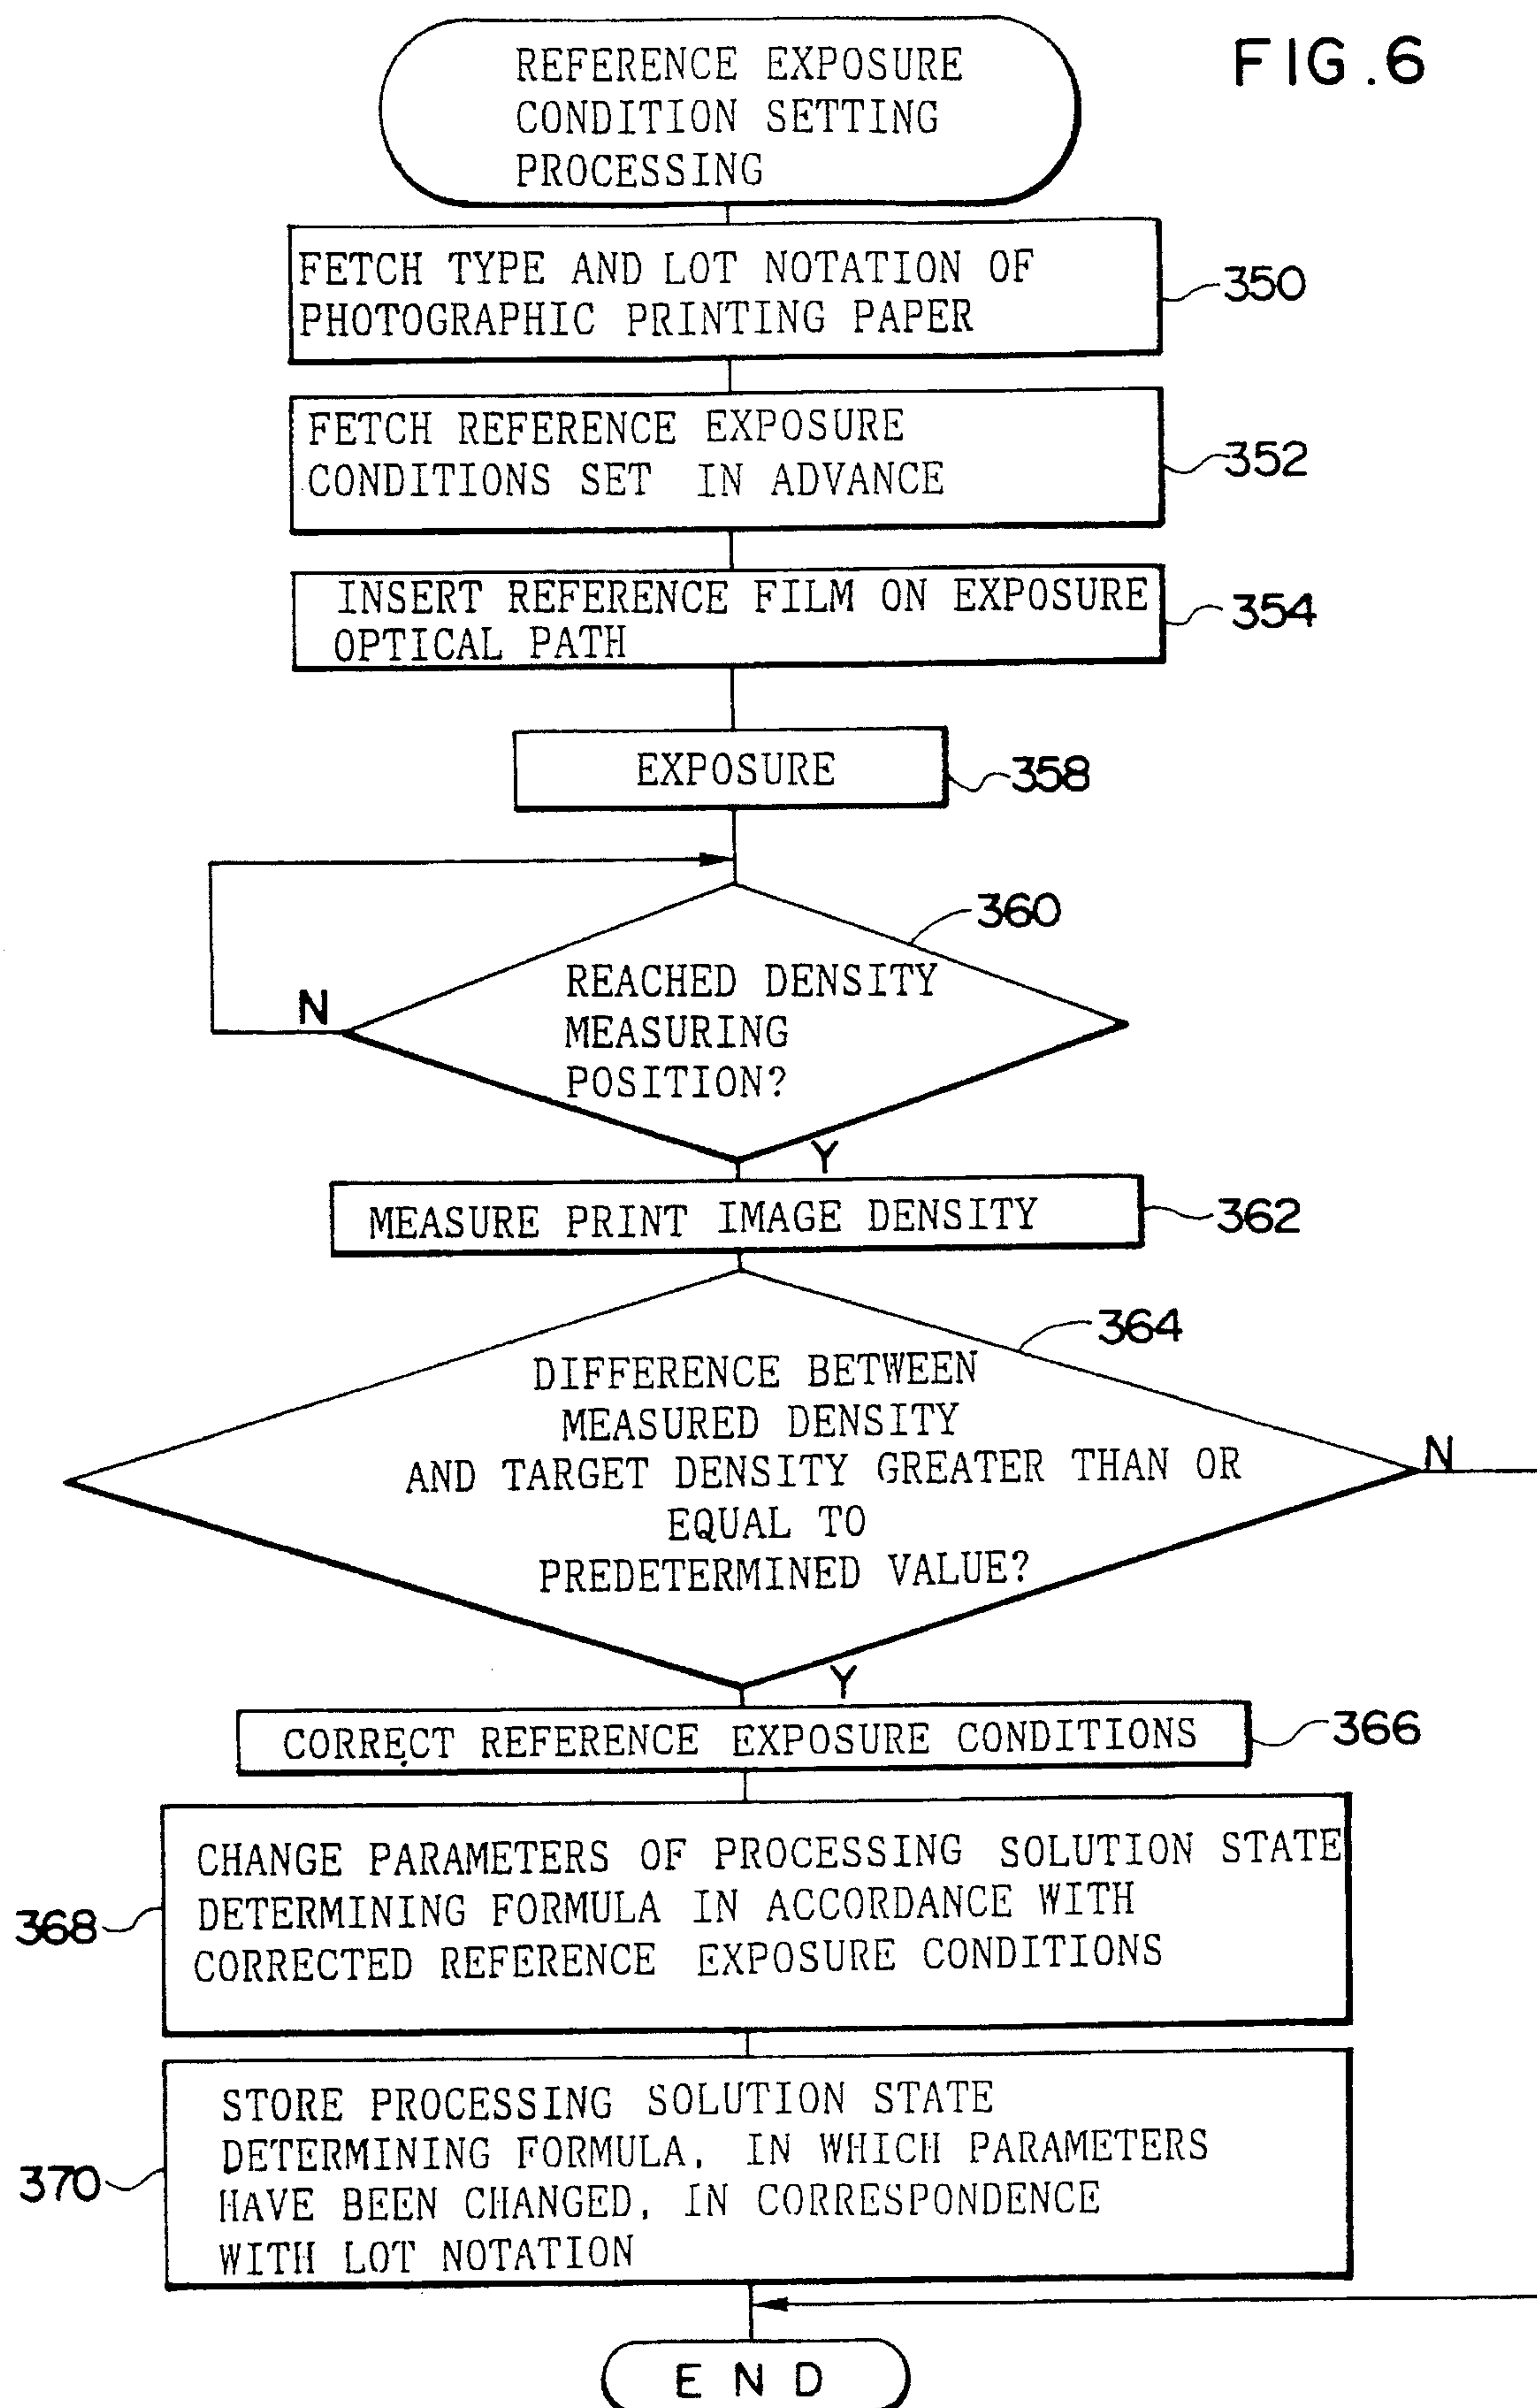 FIG.6
REFERENCE EXPOSURE
CONDITION SETTING
PROCESSING
FETCH TYPE AND LOT NOTATION OF
PHOTOGRAPHIC PRINTING PAPER
350
FETCH REFERENCE EXPOSURE
CONDITIONS SET IN ADVANCE
352
INSERT REFERENCE FILM ON EXPOSURE
OPTICAL PATH
354
EXPOSURE
358
360
REACHED DENSITY
MEASURING
POSITION?
N
Y
MEASURE PRINT IMAGE DENSITY
362
364
DIFFERENCE BETWEEN
MEASURED DENSITY
AND TARGET DENSITY GREATER THAN OR
EQUAL TO
PREDETERMINED VALUE?
N
Y
CORRECT REFERENCE EXPOSURE CONDITIONS
366
CHANGE PARAMETERS OF PROCESSING SOLUTION STATE
DETERMINING FORMULA IN ACCORDANCE WITH
CORRECTED REFERENCE EXPOSURE CONDITIONS
368
STORE PROCESSING SOLUTION STATE
DETERMINING FORMULA, IN WHICH PARAMETERS
HAVE BEEN CHANGED, IN CORRESPONDENCE
WITH LOT NOTATION
370
END